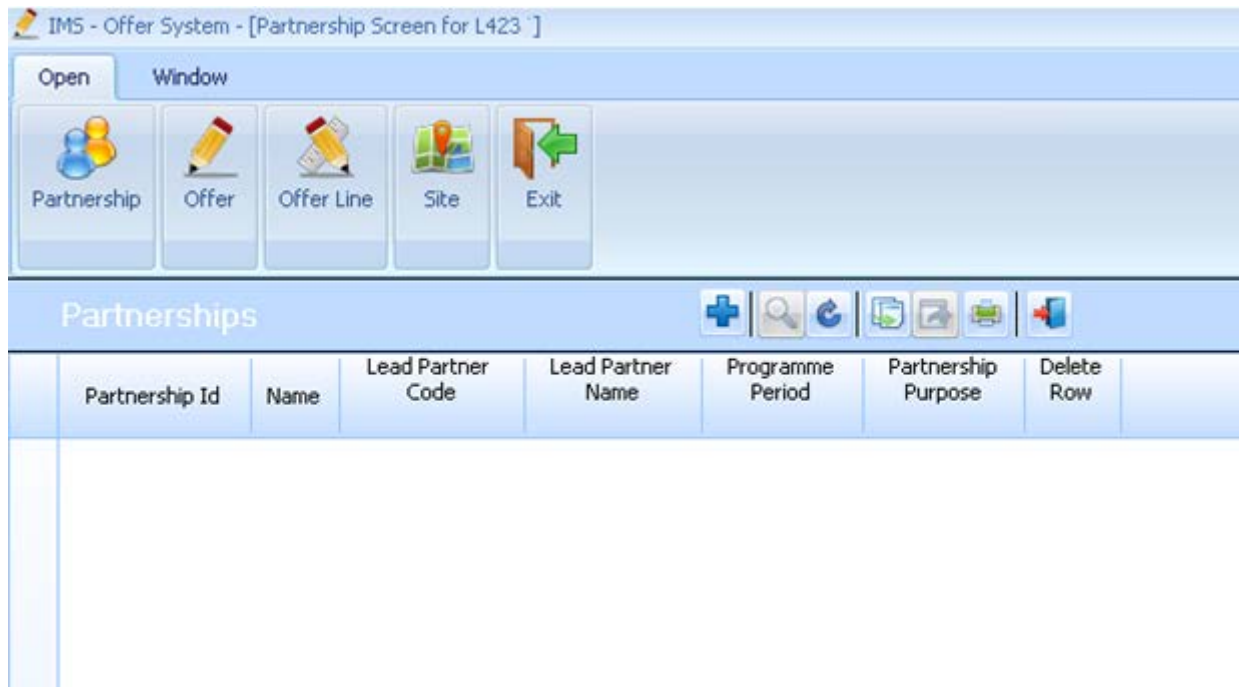 IMS - Offer System - [Partnership Screen for L423 ]
Open Window
Partnership Offer Offer Line Site Exit
Partnerships
Partnership Id Name Lead Partner Code Lead Partner Name Programme Period Partnership Purpose Delete Row